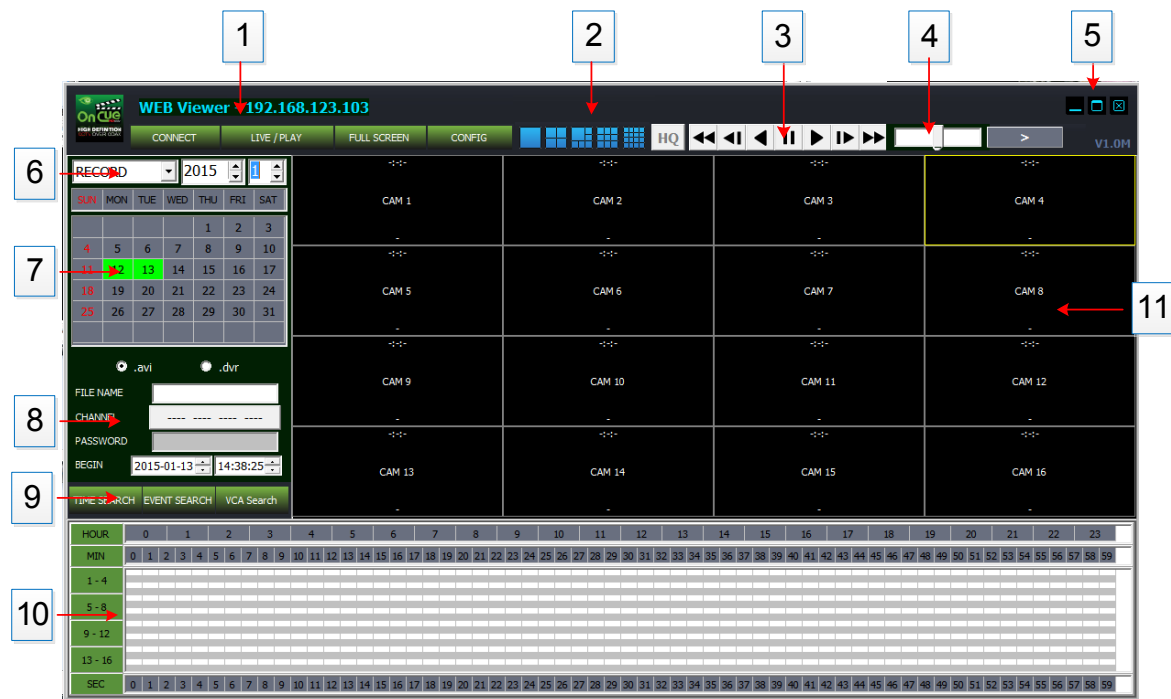 1 2 3 4 5
On CUE
HIGH DEFINITION
OVER COAX
WEB Viewer - 192.168.123.103
CONNECT LIVE / PLAY FULL SCREEN CONFIG HQ > V1.0M
6 RECORD 2015 1
SUN MON TUE WED THU FRI SAT
1 2 3
4 5 6 7 8 9 10
7 11 12 13 14 15 16 17
18 19 20 21 22 23 24
25 26 27 28 29 30 31
.avi .dvr
FILE NAME
8 CHANNEL ---- ---- ---- ----
PASSWORD
BEGIN 2015-01-13 14:38:25
9 TIME SEARCH EVENT SEARCH VCA Search
-:-:- -:-:- -:-:- -:-:-
CAM 1 CAM 2 CAM 3 CAM 4
- - - -
-:-:- -:-:- -:-:- -:-:-
CAM 5 CAM 6 CAM 7 CAM 8 11
- - - -
-:-:- -:-:- -:-:- -:-:-
CAM 9 CAM 10 CAM 11 CAM 12
- - - -
-:-:- -:-:- -:-:- -:-:-
CAM 13 CAM 14 CAM 15 CAM 16
- - - -
HOUR 0 1 2 3 4 5 6 7 8 9 10 11 12 13 14 15 16 17 18 19 20 21 22 23
MIN 0 1 2 3 4 5 6 7 8 9 10 11 12 13 14 15 16 17 18 19 20 21 22 23 24 25 26 27 28 29 30 31 32 33 34 35 36 37 38 39 40 41 42 43 44 45 46 47 48 49 50 51 52 53 54 55 56 57 58 59
1 - 4
10 5 - 8
9 - 12
13 - 16
SEC 0 1 2 3 4 5 6 7 8 9 10 11 12 13 14 15 16 17 18 19 20 21 22 23 24 25 26 27 28 29 30 31 32 33 34 35 36 37 38 39 40 41 42 43 44 45 46 47 48 49 50 51 52 53 54 55 56 57 58 59